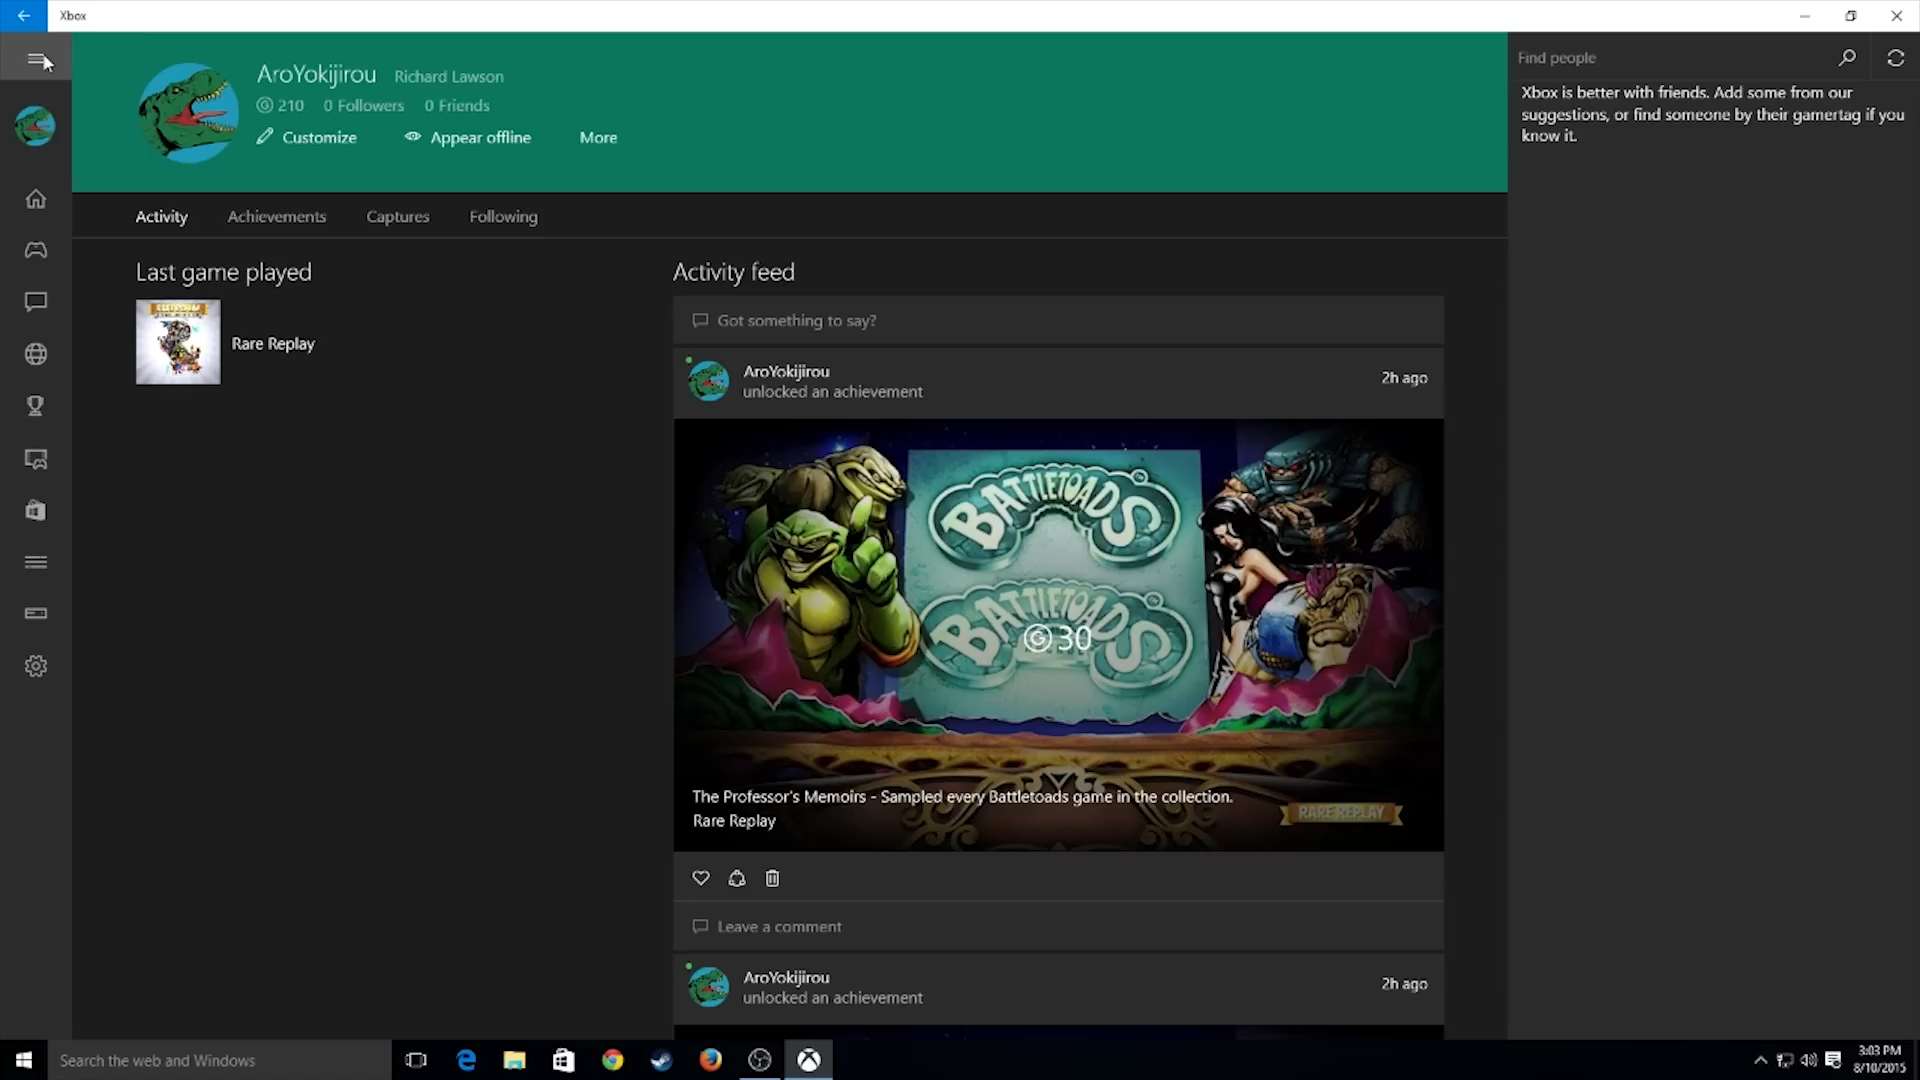 Xbox
AroYokijirou Richard Lawson
210 0 Followers 0 Friends
Customize Appear offline More
Find people
Xbox is better with friends. Add some from our
suggestions, or find someone by their gamertag if you
know it.
Activity Achievements Captures Following
Last game played
Rare Replay
Activity feed
Got something to say?
AroYokijirou
unlocked an achievement
2h ago
BATTLETOADS
BATTLETOADS
G 30
The Professor's Memoirs - Sampled every Battletoads game in the collection.
Rare Replay
RARE REPLAY
Leave a comment
AroYokijirou
unlocked an achievement
2h ago
Search the web and Windows
3:03 PM
8/10/2015